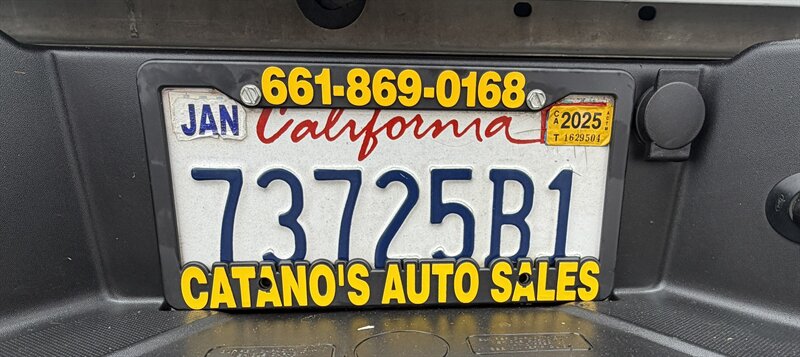 661-869-0168
JAN California CA 2025
T 1629504
73725B1
CATANO'S AUTO SALES